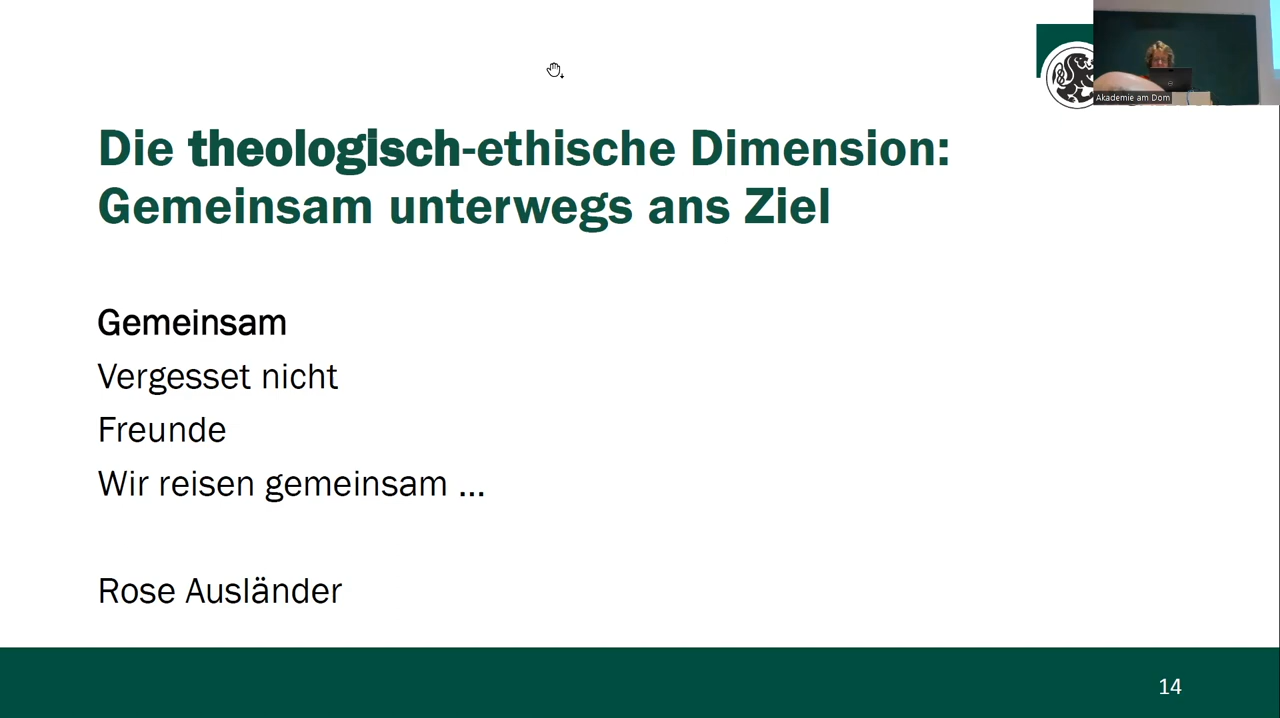 Akademie am Dom
Die theologisch-ethische Dimension:
Gemeinsam unterwegs ans Ziel
Gemeinsam
Vergesset nicht
Freunde
Wir reisen gemeinsam ...
Rose Ausländer
14